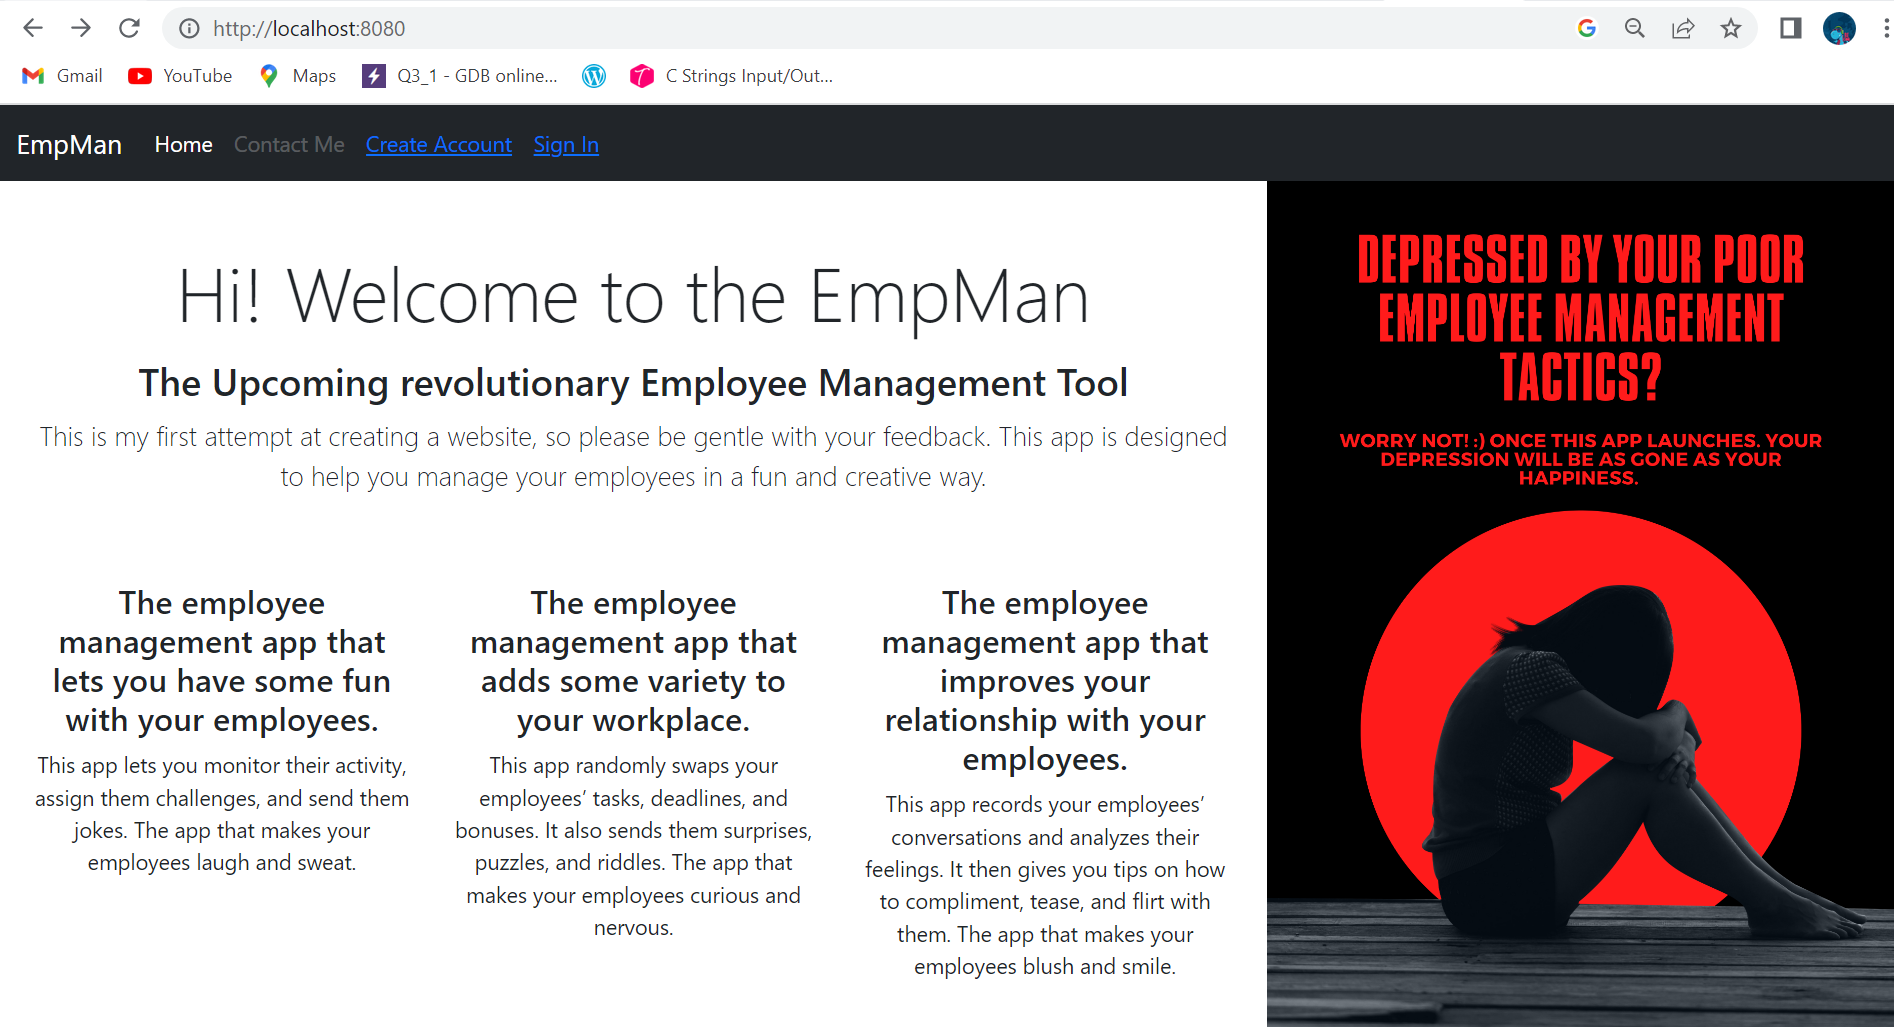 http://localhost:8080
Gmail
YouTube
Maps
Q3_1 - GDB online...
C Strings Input/Out...
EmpMan
Home
Contact Me
Create Account
Sign In
Hi! Welcome to the EmpMan
The Upcoming revolutionary Employee Management Tool
This is my first attempt at creating a website, so please be gentle with your feedback. This app is designed
to help you manage your employees in a fun and creative way.
The employee
management app that
lets you have some fun
with your employees.
This app lets you monitor their activity,
assign them challenges, and send them
jokes. The app that makes your
employees laugh and sweat.
The employee
management app that
adds some variety to
your workplace.
This app randomly swaps your
employees’ tasks, deadlines, and
bonuses. It also sends them surprises,
puzzles, and riddles. The app that
makes your employees curious and
nervous.
The employee
management app that
improves your
relationship with your
employees.
This app records your employees’
conversations and analyzes their
feelings. It then gives you tips on how
to compliment, tease, and flirt with
them. The app that makes your
employees blush and smile.
DEPRESSED BY YOUR POOR
EMPLOYEE MANAGEMENT
TACTICS?
WORRY NOT! :) ONCE THIS APP LAUNCHES. YOUR
DEPRESSION WILL BE AS GONE AS YOUR
HAPPINESS.